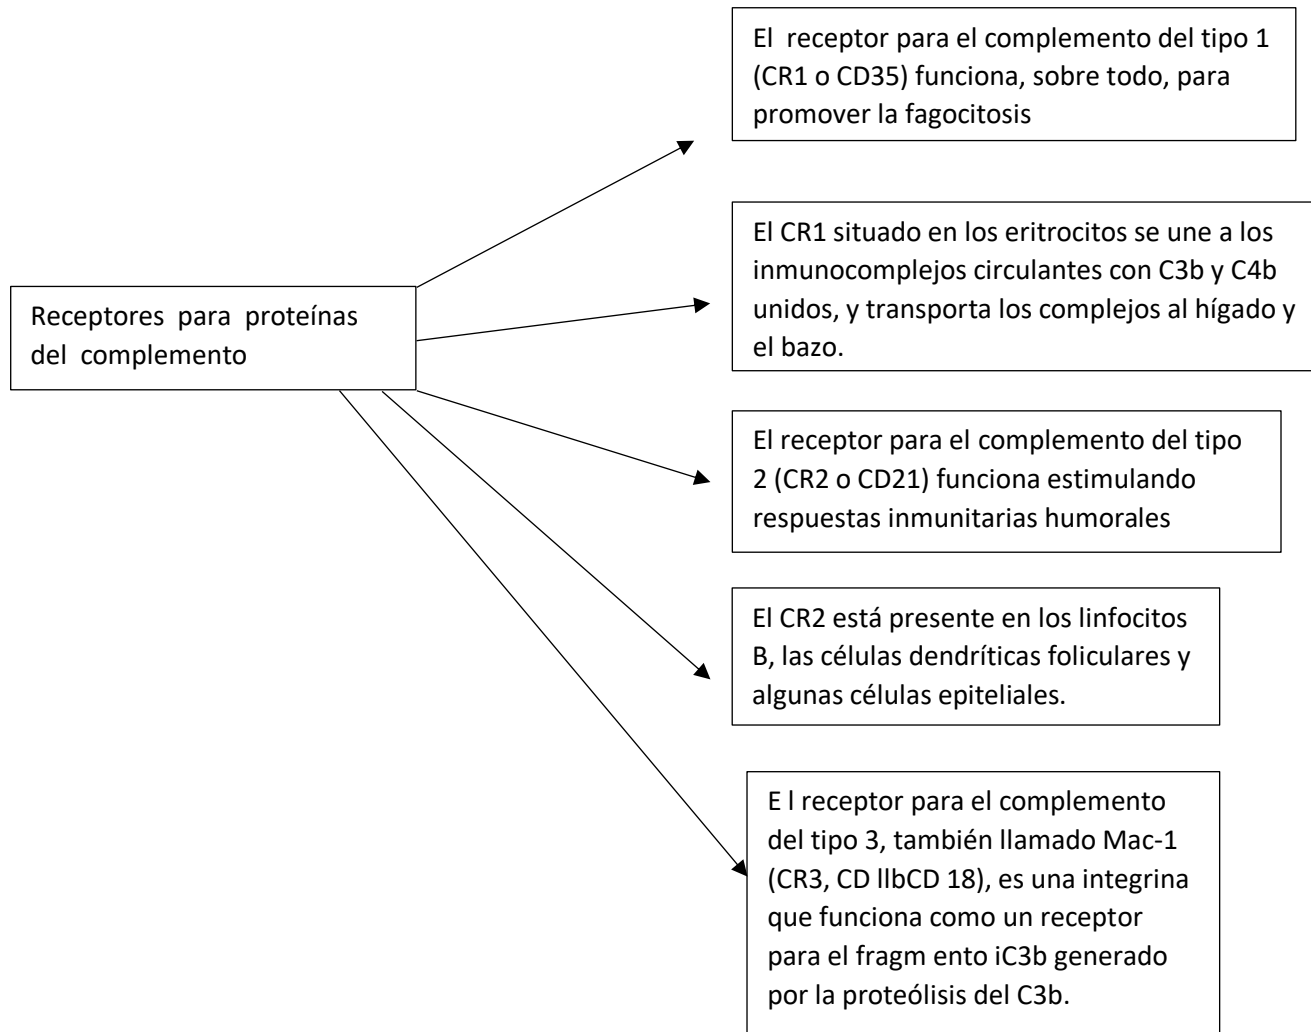 El receptor para el complemento del tipo 1
(CR1 o CD35) funciona, sobre todo, para
promover la fagocitosis
El CR1 situado en los eritrocitos se une a los
inmunocomplejos circulantes con C3b y C4b
unidos, y transporta los complejos al hígado y
el bazo.
Receptores para proteínas
del complemento
El receptor para el complemento del tipo
2 (CR2 o CD21) funciona estimulando
respuestas inmunitarias humorales
El CR2 está presente en los linfocitos
B, las células dendríticas foliculares y
algunas células epiteliales.
E l receptor para el complemento
del tipo 3, también llamado Mac-1
(CR3, CD llbCD 18), es una integrina
que funciona como un receptor
para el fragm ento iC3b generado
por la proteólisis del C3b.